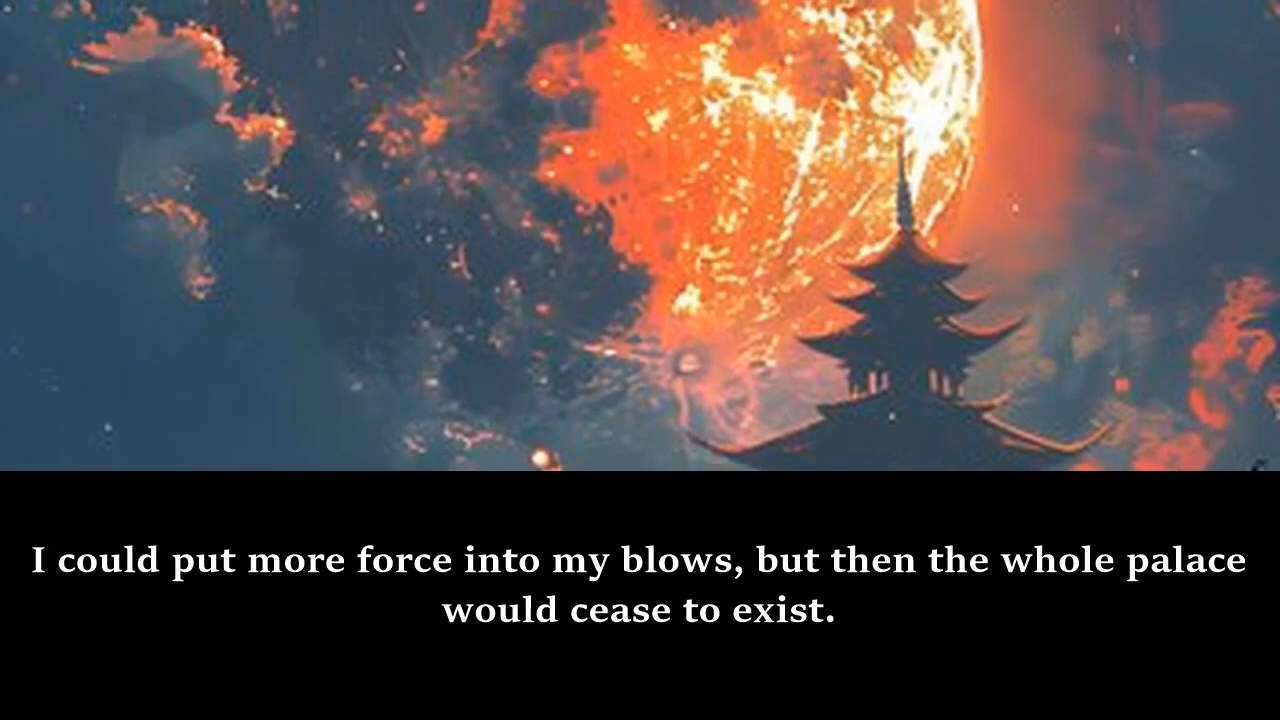 I could put more force into my blows, but then the whole palace
would cease to exist.